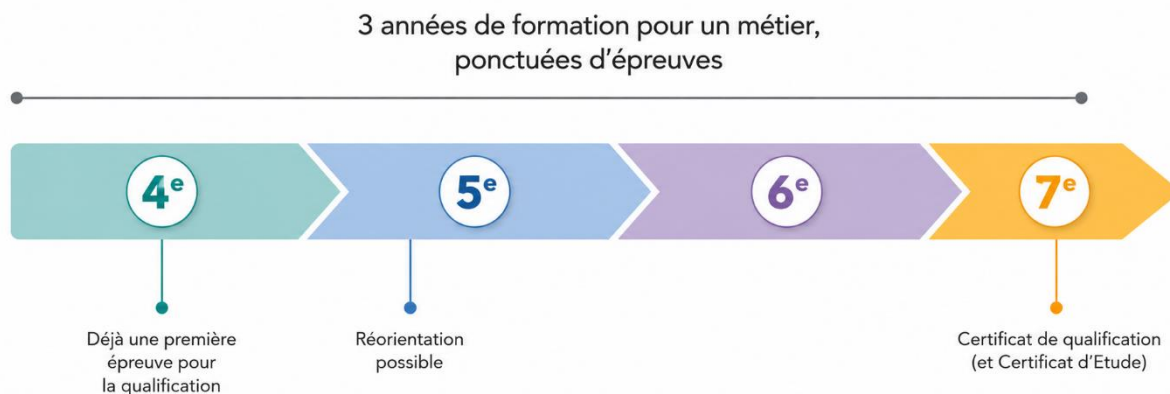 3 années de formation pour un métier,
ponctuées d’épreuves
4e
5e
6e
7e
Déjà une première
épreuve pour
la qualification
Réorientation
possible
Certificat de qualification
(et Certificat d’Etude)